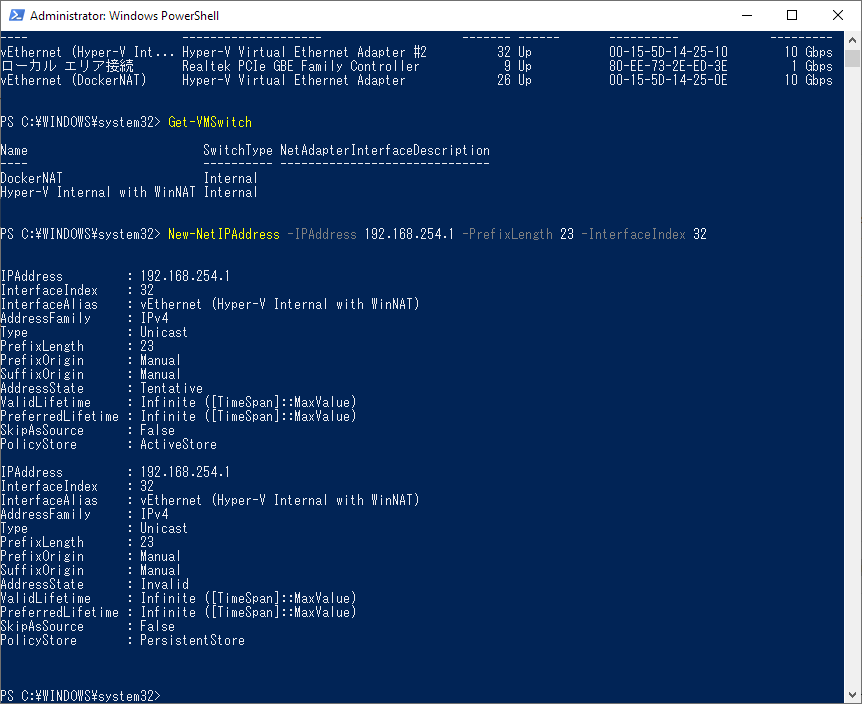 Administrator: Windows PowerShell
---- -------------------- ------- ------ ---------- ---------
vEthernet (Hyper-V Int... Hyper-V Virtual Ethernet Adapter #2 32 Up 00-15-5D-14-25-10 10 Gbps
ローカル エリア接続 Realtek PCIe GBE Family Controller 9 Up 80-EE-73-2E-ED-3E 1 Gbps
vEthernet (DockerNAT) Hyper-V Virtual Ethernet Adapter 26 Up 00-15-5D-14-25-0E 10 Gbps
PS C:¥WINDOWS¥system32> Get-VMSwitch
Name SwitchType NetAdapterInterfaceDescription
---- ---------- ------------------------------
DockerNAT Internal
Hyper-V Internal with WinNAT Internal
PS C:¥WINDOWS¥system32> New-NetIPAddress -IPAddress 192.168.254.1 -PrefixLength 23 -InterfaceIndex 32
IPAddress : 192.168.254.1
InterfaceIndex : 32
InterfaceAlias : vEthernet (Hyper-V Internal with WinNAT)
AddressFamily : IPv4
Type : Unicast
PrefixLength : 23
PrefixOrigin : Manual
SuffixOrigin : Manual
AddressState : Tentative
ValidLifetime : Infinite ([TimeSpan]::MaxValue)
PreferredLifetime : Infinite ([TimeSpan]::MaxValue)
SkipAsSource : False
PolicyStore : ActiveStore
IPAddress : 192.168.254.1
InterfaceIndex : 32
InterfaceAlias : vEthernet (Hyper-V Internal with WinNAT)
AddressFamily : IPv4
Type : Unicast
PrefixLength : 23
PrefixOrigin : Manual
SuffixOrigin : Manual
AddressState : Invalid
ValidLifetime : Infinite ([TimeSpan]::MaxValue)
PreferredLifetime : Infinite ([TimeSpan]::MaxValue)
SkipAsSource : False
PolicyStore : PersistentStore
PS C:¥WINDOWS¥system32>